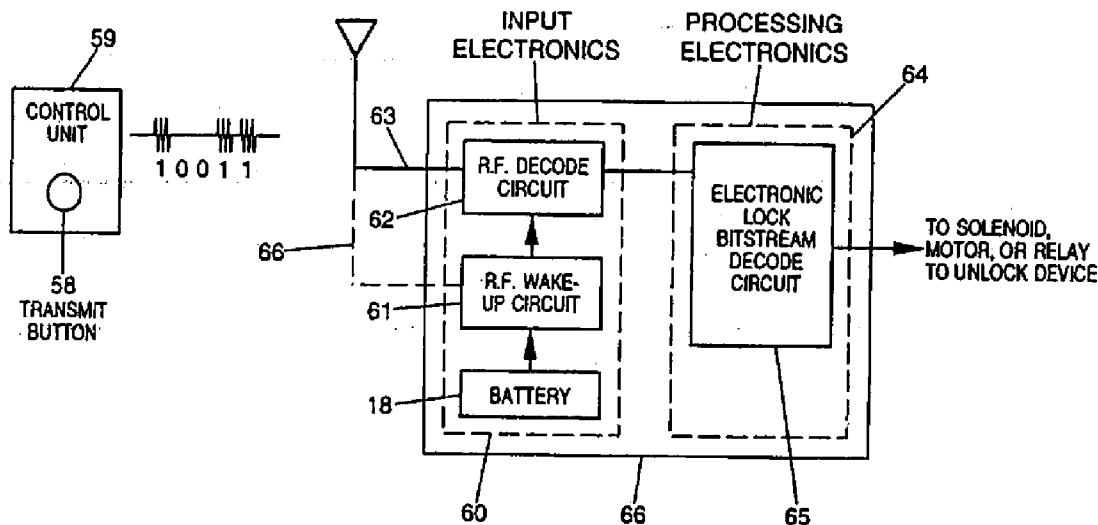 59
CONTROL
UNIT
1 0 0 1 1
58
TRANSMIT
BUTTON
INPUT
ELECTRONICS
PROCESSING
ELECTRONICS
63
64
R.F. DECODE
CIRCUIT
62
66
R.F. WAKE-
UP CIRCUIT
61
BATTERY
18
ELECTRONIC
LOCK
BITSTREAM
DECODE
CIRCUIT
TO SOLENOID,
MOTOR, OR RELAY
TO UNLOCK DEVICE
60
66
65